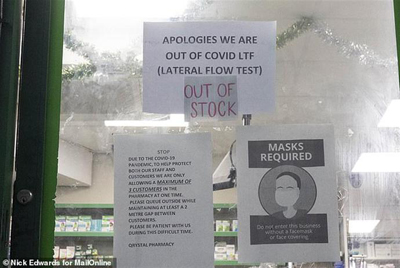 APOLOGIES WE ARE
OUT OF COVID LTF
(LATERAL FLOW TEST)
OUT OF
STOCK
STOP
DUE TO THE COVID-19
PANDEMIC, TO HELP PROTECT
BOTH OUR STAFF AND
CUSTOMERS WE ARE ONLY
ALLOWING A MAXIMUM OF
3 CUSTOMERS IN THE
PHARMACY AT ONE TIME.
PLEASE QUEUE OUTSIDE WHILE
MAINTAINING AT LEAST A 2
METRE GAP BETWEEN
CUSTOMERS.
PLEASE BE PATIENT WITH US
DURING THIS DIFFICULT TIME.
QRYSTAL PHARMACY
MASKS
REQUIRED
Do not enter this business
without a facemask
or face covering
© Nick Edwards for MailOnline